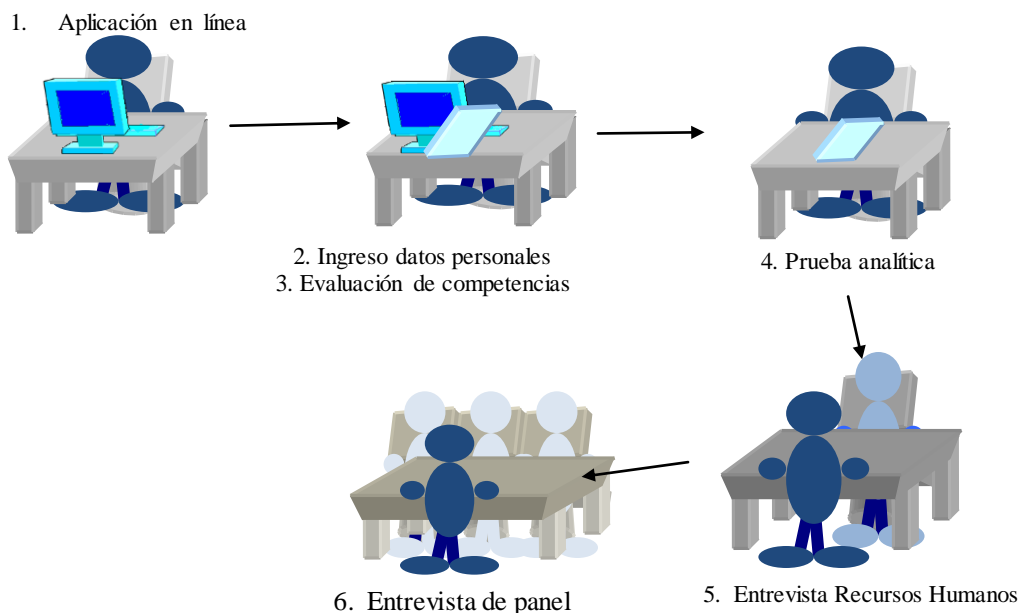 1. Aplicación en línea
2. Ingreso datos personales
3. Evaluación de competencias
4. Prueba analítica
5. Entrevista Recursos Humanos
6. Entrevista de panel